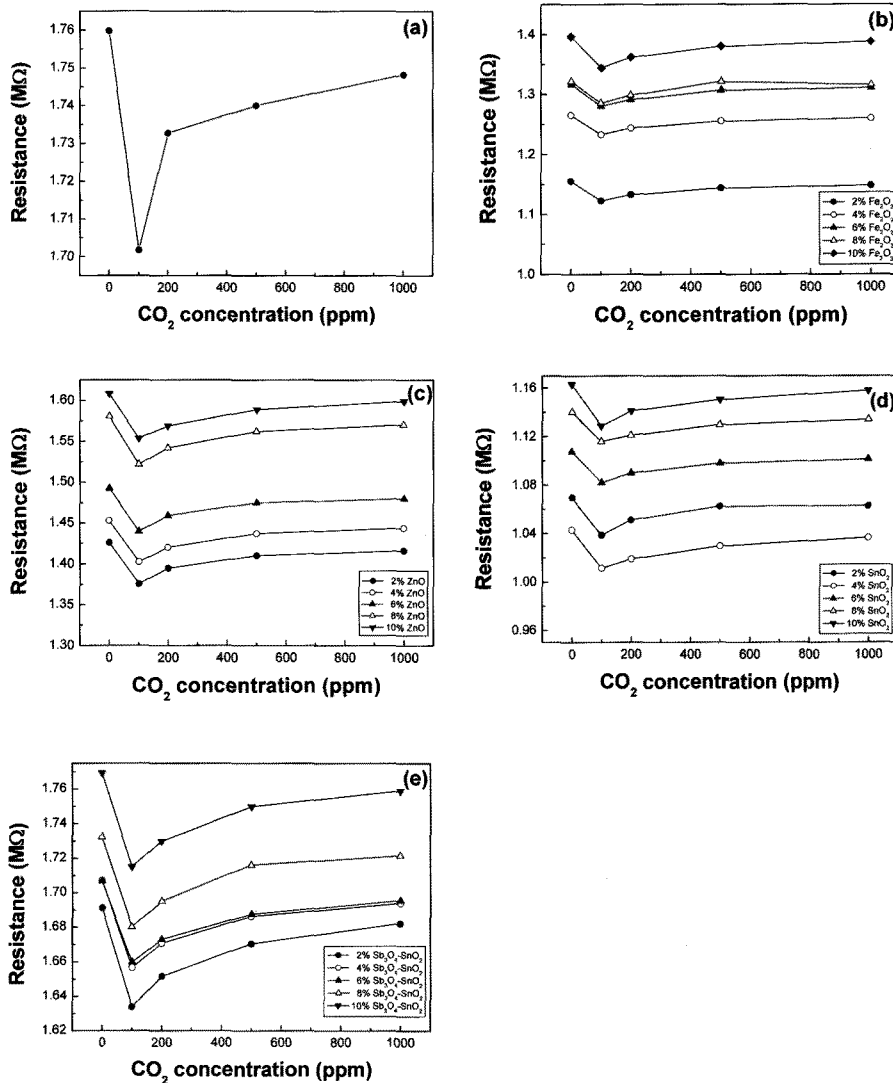 (a)
Resistance (MΩ)
1.76
1.75
1.74
1.73
1.72
1.71
1.70
0 200 400 600 800 1000
CO₂ concentration (ppm)
(b)
Resistance (MΩ)
1.4
1.3
1.2
1.1
1.0
2% Fe₂O₃
4% Fe₂O₃
6% Fe₂O₃
8% Fe₂O₃
10% Fe₂O₃
0 200 400 600 800 1000
CO₂ concentration (ppm)
(c)
Resistance (MΩ)
1.60
1.55
1.50
1.45
1.40
1.35
1.30
2% ZnO
4% ZnO
6% ZnO
8% ZnO
10% ZnO
0 200 400 600 800 1000
CO₂ concentration (ppm)
(d)
Resistance (MΩ)
1.16
1.12
1.08
1.04
1.00
0.96
2% SnO₂
4% SnO₂
6% SnO₂
8% SnO₂
10% SnO₂
0 200 400 600 800 1000
CO₂ concentration (ppm)
(e)
Resistance (MΩ)
1.76
1.72
1.70
1.68
1.66
1.64
1.62
2% Sb₃O₄-SnO₂
4% Sb₃O₄-SnO₂
6% Sb₃O₄-SnO₂
8% Sb₃O₄-SnO₂
10% Sb₃O₄-SnO₂
0 200 400 600 800 1000
CO₂ concentration (ppm)